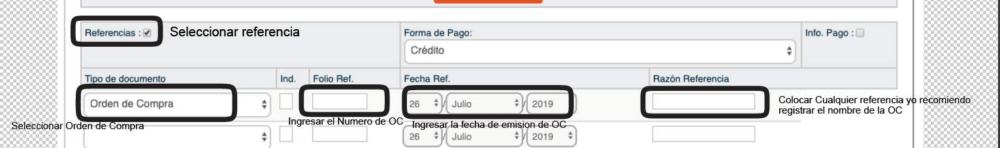 Referencias :
Seleccionar referencia
Forma de Pago:
Info. Pago :
Crédito
Tipo de documento
Ind.
Folio Ref.
Fecha Ref.
Razón Referencia
Orden de Compra
26 / Julio / 2019
Colocar Cualquier referencia yo recomiendo
registrar el nombre de la OC
Seleccionar Orden de Compra
Ingresar el Numero de OC
Ingresar la fecha de emision de OC
26 / Julio / 2019